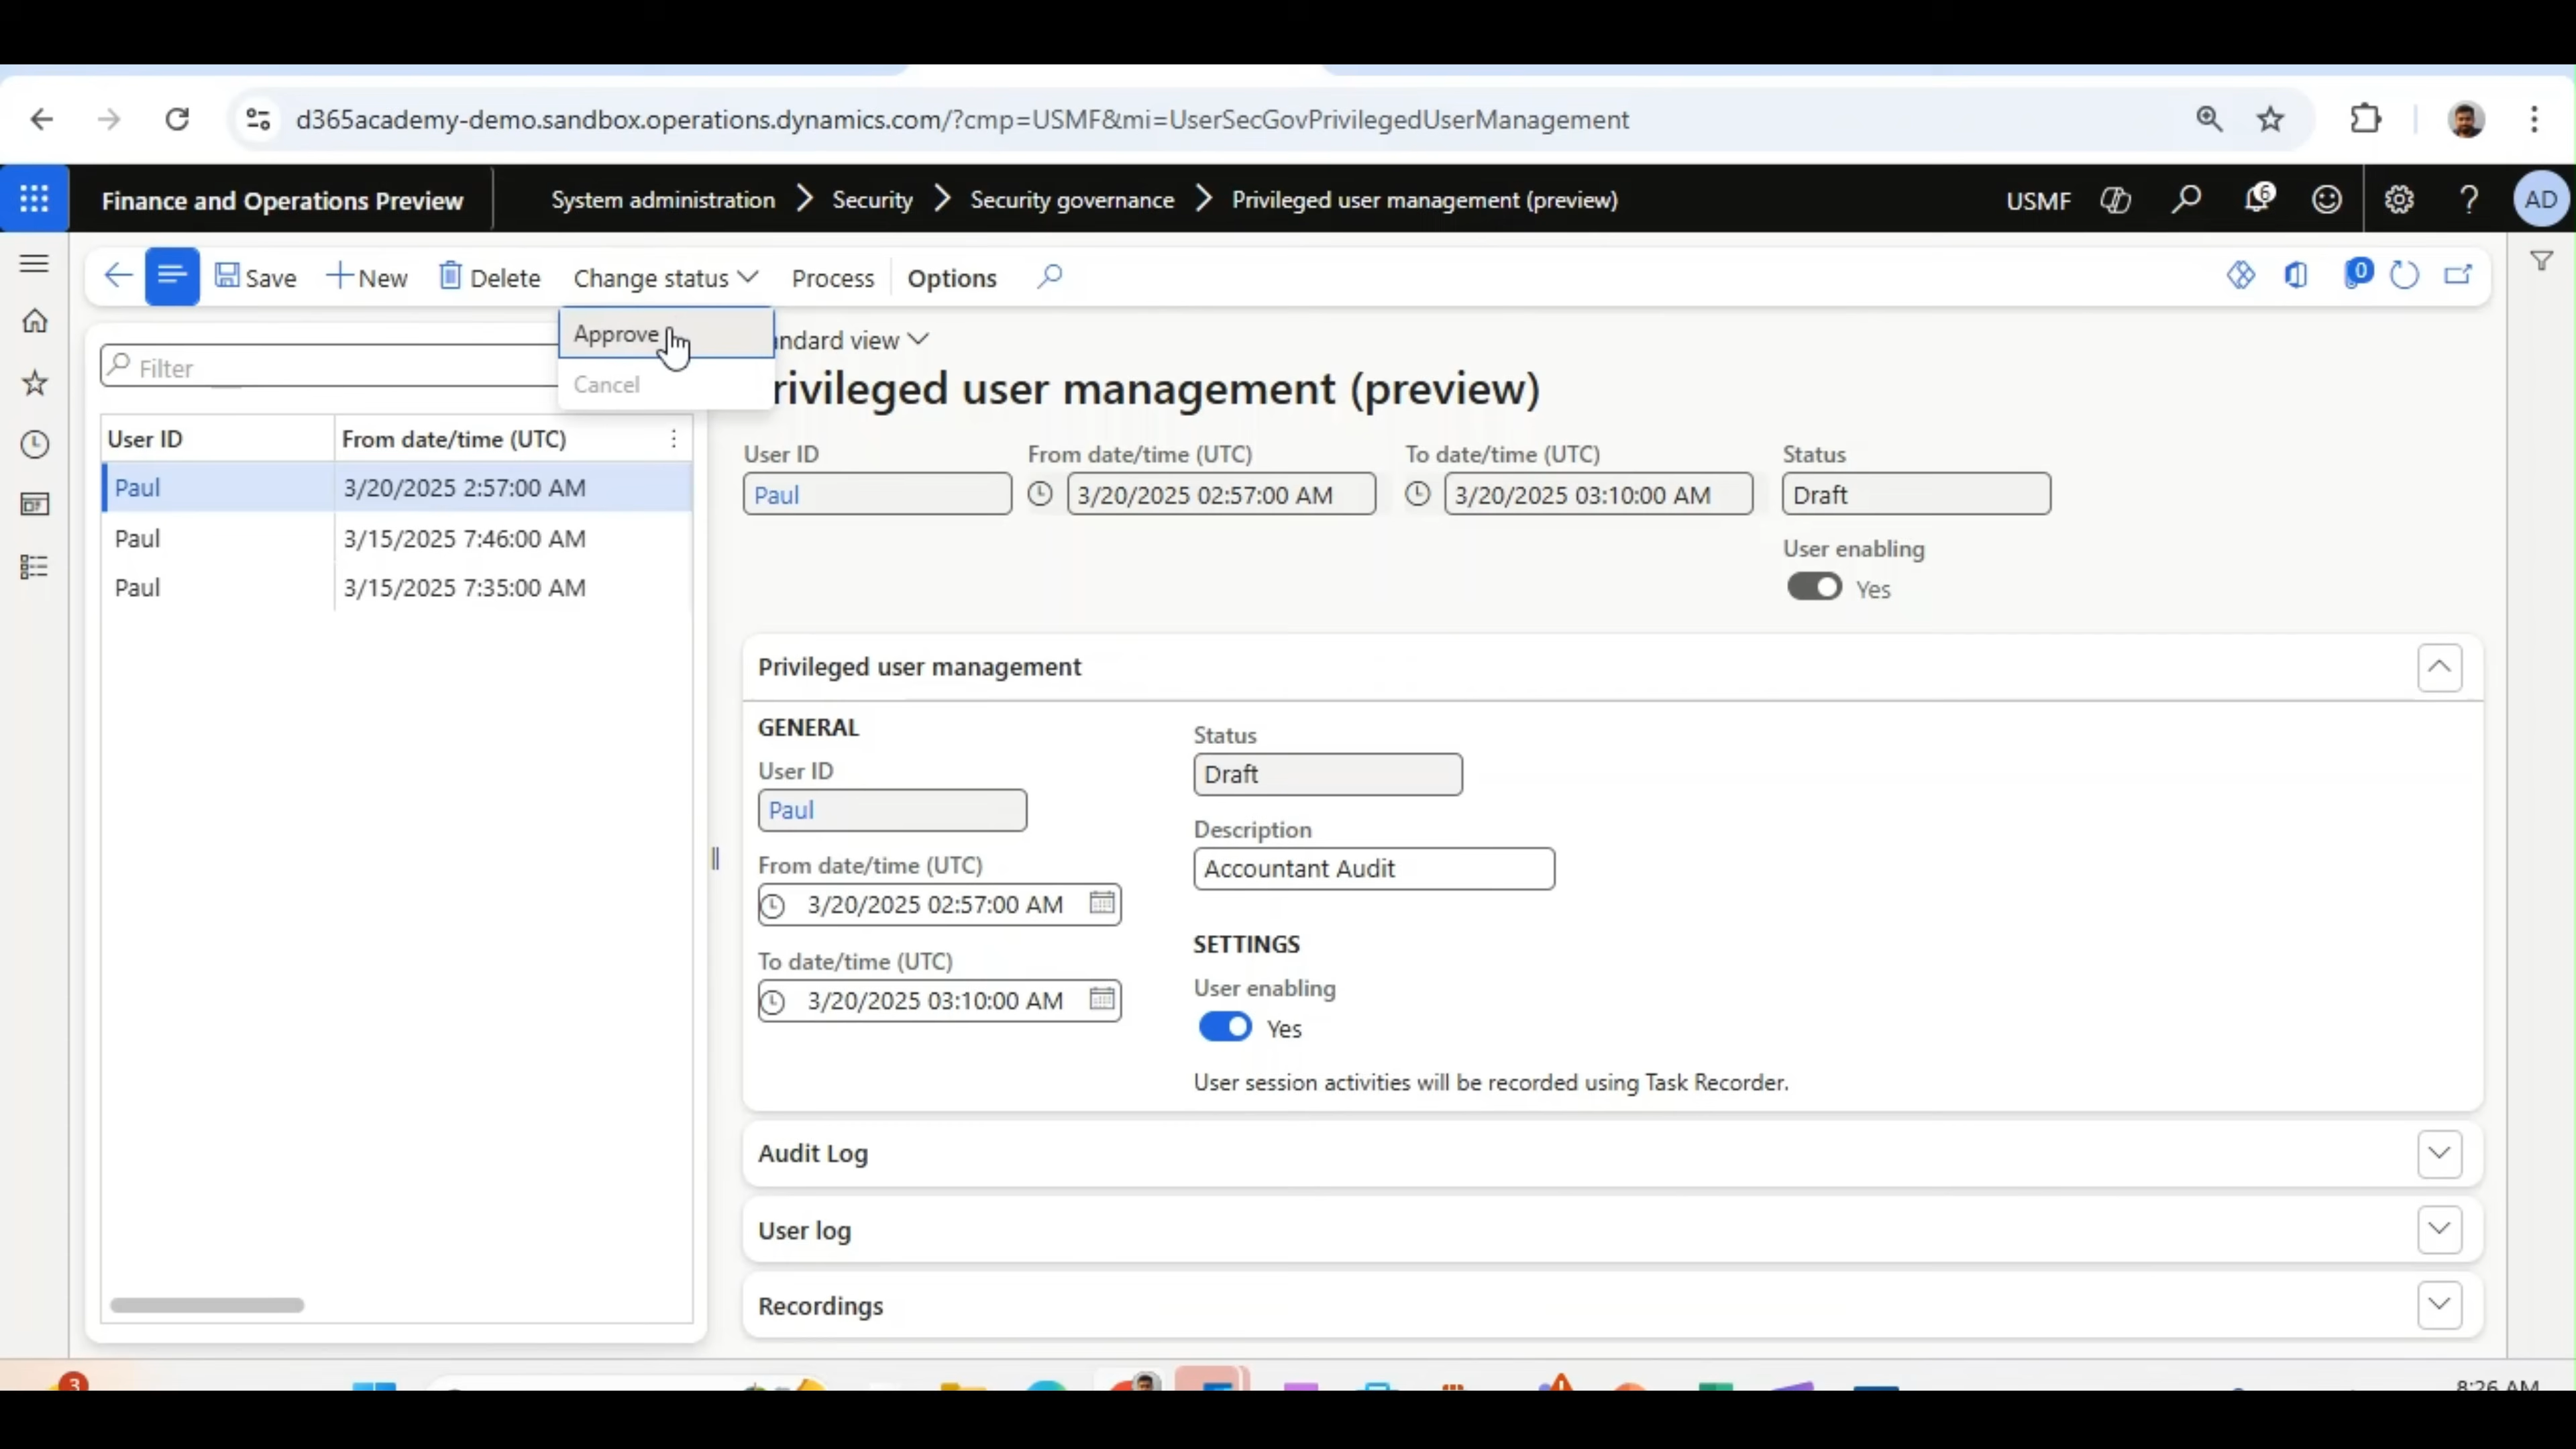 d365academy-demo.sandbox.operations.dynamics.com/?cmp=USMF&mi=UserSecGovPrivilegedUserManagement
Finance and Operations Preview
System administration > Security > Security governance > Privileged user management (preview)
USMF
6
?
AD
Save
New
Delete
Change status
Process
Options
0
Approve
Cancel
Filter
ndard view
rivileged user management (preview)
User ID
From date/time (UTC)
Paul
3/20/2025 2:57:00 AM
Paul
3/15/2025 7:46:00 AM
Paul
3/15/2025 7:35:00 AM
User ID
From date/time (UTC)
To date/time (UTC)
Status
Paul
3/20/2025 02:57:00 AM
3/20/2025 03:10:00 AM
Draft
User enabling
Yes
Privileged user management
GENERAL
User ID
Paul
From date/time (UTC)
3/20/2025 02:57:00 AM
To date/time (UTC)
3/20/2025 03:10:00 AM
Status
Draft
Description
Accountant Audit
SETTINGS
User enabling
Yes
User session activities will be recorded using Task Recorder.
Audit Log
User log
Recordings
3
8:26 AM